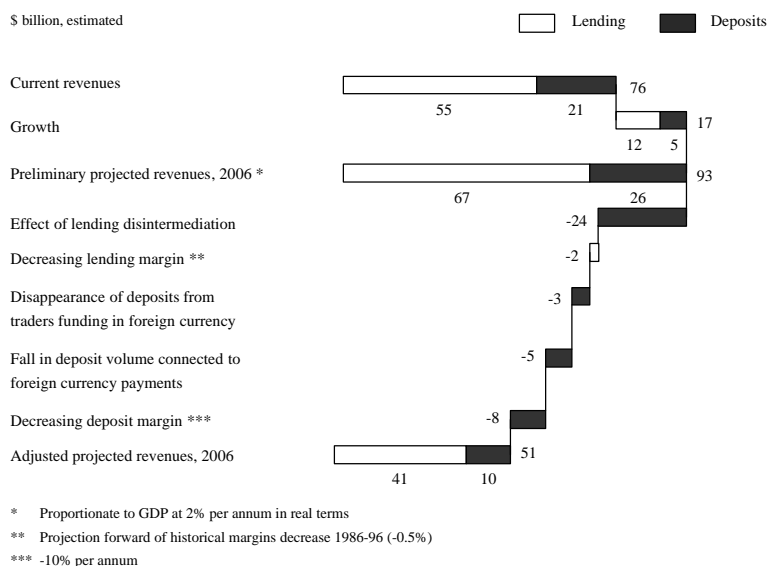 $ billion, estimated
Lending
Deposits
Current revenues
76
55 21
Growth
17
12 5
Preliminary projected revenues, 2006 *
93
67 26
Effect of lending disintermediation
-24
Decreasing lending margin **
-2
Disappearance of deposits from
traders funding in foreign currency
-3
Fall in deposit volume connected to
foreign currency payments
-5
Decreasing deposit margin ***
-8
Adjusted projected revenues, 2006
51
41 10
* Proportionate to GDP at 2% per annum in real terms
** Projection forward of historical margins decrease 1986-96 (-0.5%)
*** -10% per annum